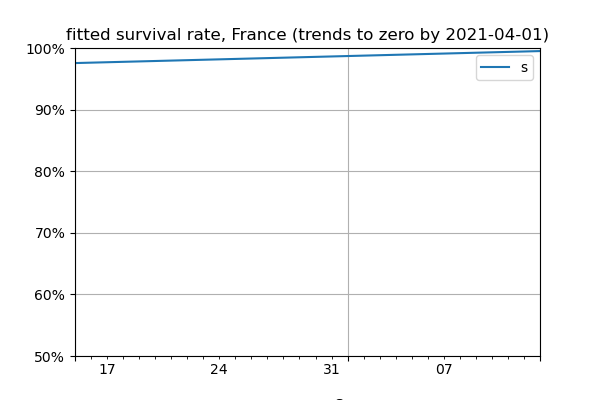 fitted survival rate, France (trends to zero by 2021-04-01)
100%
s
90%
80%
70%
60%
50%
17 24 31 07